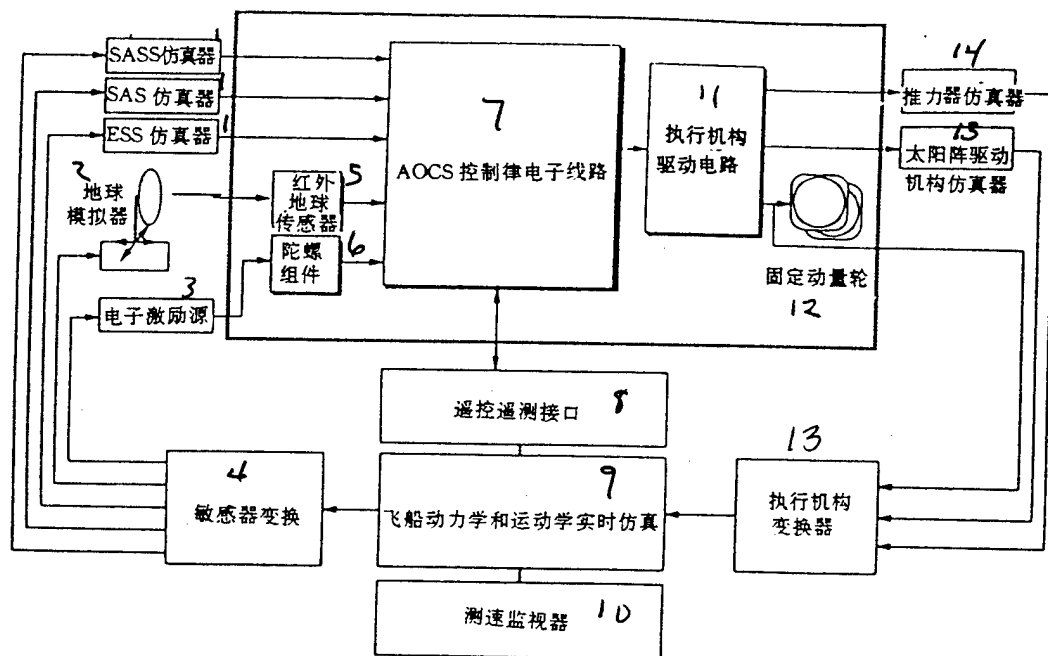 SASS仿真器
1
SAS 仿真器
1
ESS 仿真器
1
2
地球
模拟器
3
电子激励源
红外
地球
传感器
5
陀螺
组件
6
7
AOCS 控制律电子线路
11
执行机构
驱动电路
固定动量轮
12
14
推力器仿真器
15
太阳阵驱动
机构仿真器
遥控遥测接口
8
4
敏感器变换
9
飞船动力学和运动学实时仿真
13
执行机构
变换器
测速监视器
10